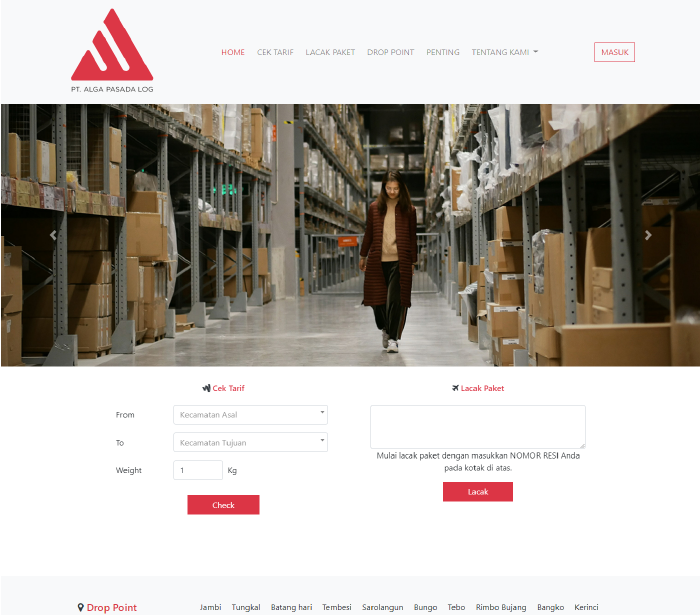 PT. ALGA PASADA LOG
HOME CEK TARIF LACAK PAKET DROP POINT PENTING TENTANG KAMI MASUK
Cek Tarif
From Kecamatan Asal
To Kecamatan Tujuan
Weight 1 Kg
Check
Lacak Paket
Mulai lacak paket dengan masukkan NOMOR RESI Anda
pada kotak di atas.
Lacak
Drop Point Jambi Tungkal Batang hari Tembesi Sarolangun Bungo Tebo Rimbo Bujang Bangko Kerinci